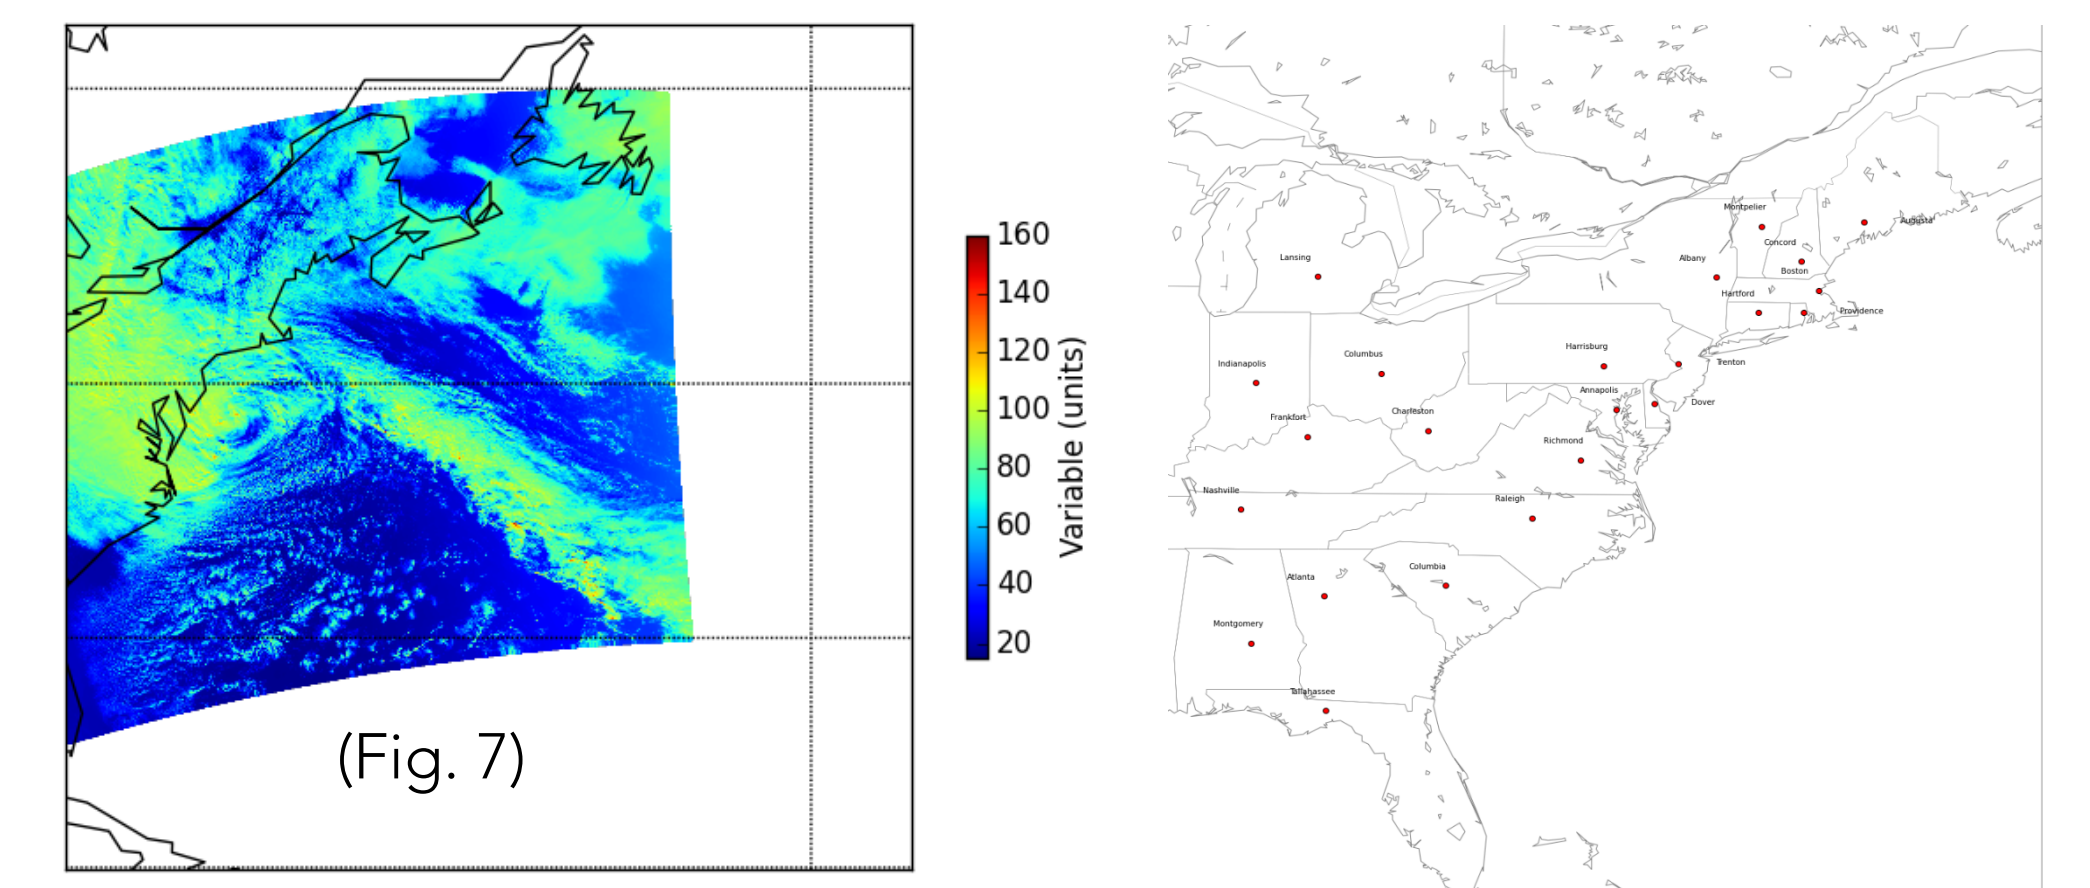 160
140
120
100
80
60
40
20
Variable (units)
(Fig. 7)
Montpelier
Augusta
Concord
Lansing
Albany
Boston
Hartford
Providence
Harrisburg
Columbus
Indianapolis
Trenton
Annapolis
Dover
Charleston
Frankfort
Richmond
Nashville
Raleigh
Columbia
Atlanta
Montgomery
Tallahassee